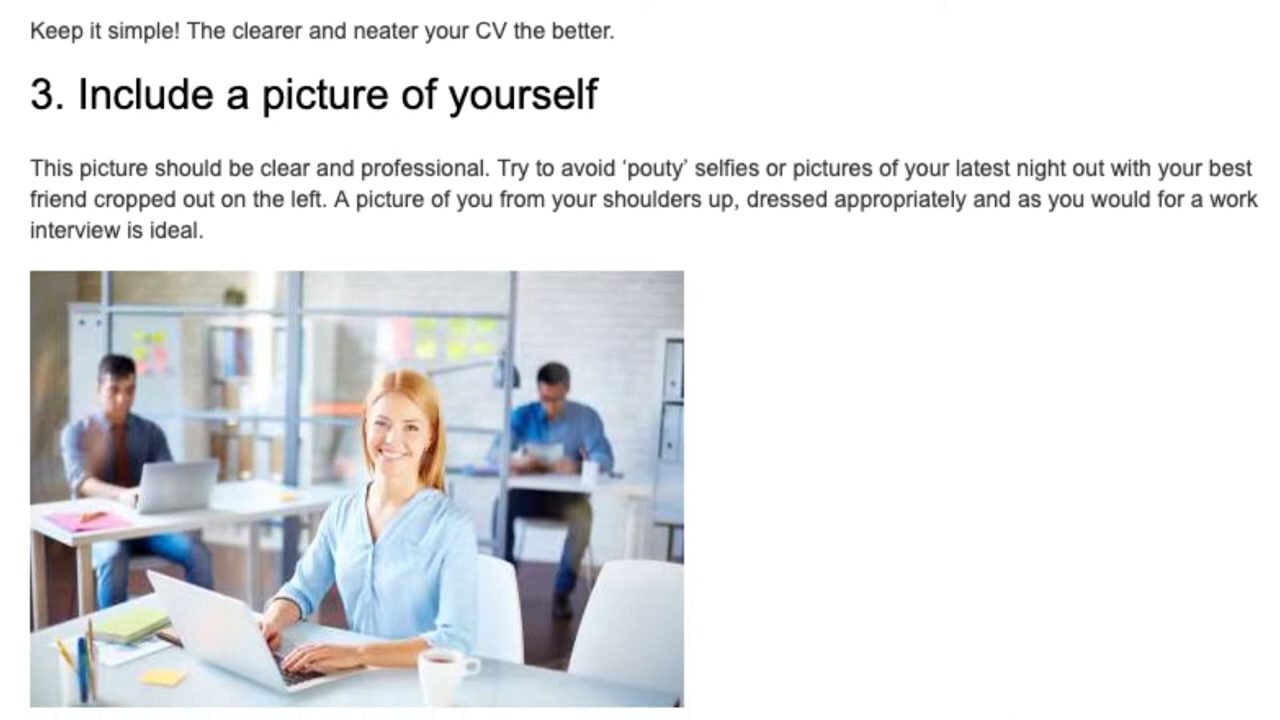 Keep it simple! The clearer and neater your CV the better.
3. Include a picture of yourself
This picture should be clear and professional. Try to avoid ‘pouty’ selfies or pictures of your latest night out with your best
friend cropped out on the left. A picture of you from your shoulders up, dressed appropriately and as you would for a work
interview is ideal.